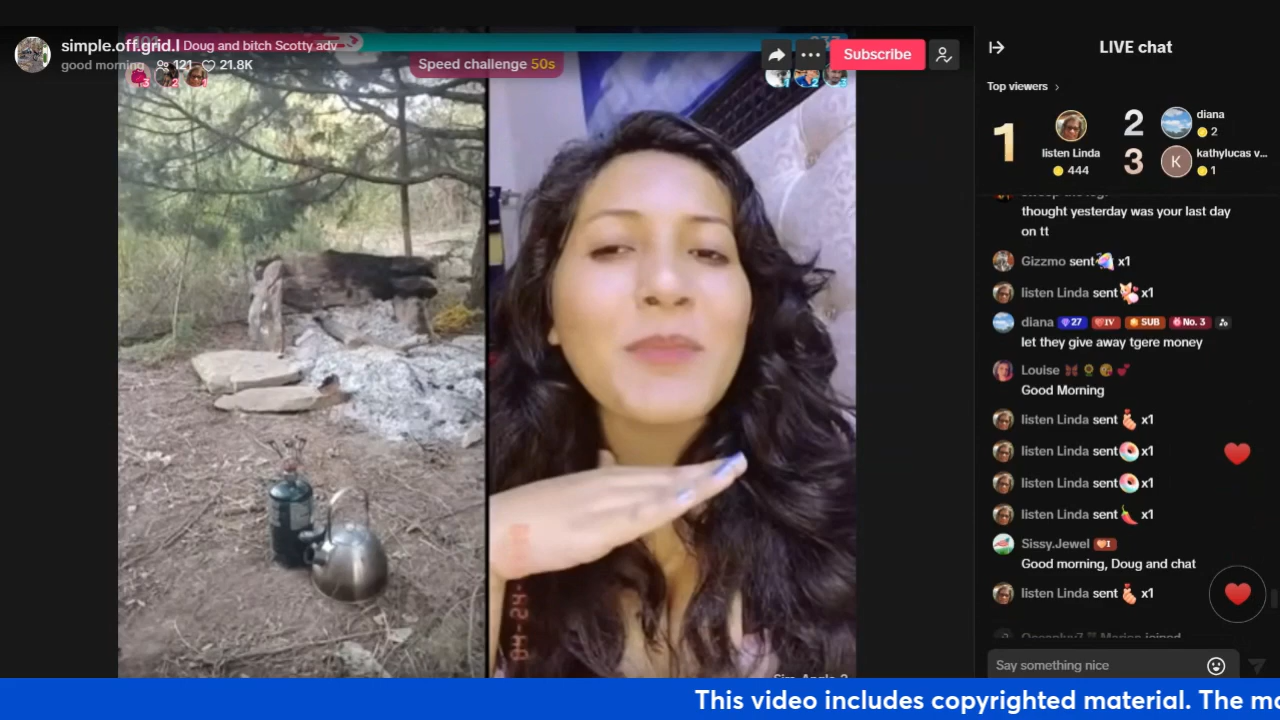 simple.off.grid.l Doug and bitch Scotty adv
good morning 121 21.8K
Speed challenge 50s
Subscribe
LIVE chat
Top viewers
1
listen Linda
444
2
diana
2
3
K
kathylucas v...
1
thought yesterday was your last day
on tt
Gizzmo sent x1
listen Linda sent x1
diana 27 IV SUB No. 3
let they give away tgere money
Louise
Good Morning
listen Linda sent x1
listen Linda sent x1
listen Linda sent x1
listen Linda sent x1
Sissy.Jewel I
Good morning, Doug and chat
listen Linda sent x1
Say something nice
This video includes copyrighted material. The m